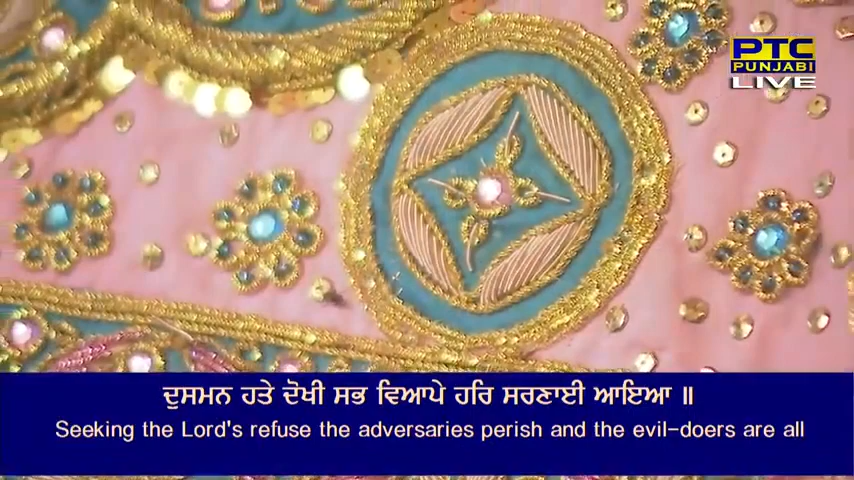 PTC
PUNJABI
LIVE
ਦੁਸਮਨ ਹਤੇ ਦੋਖੀ ਸਭ ਵਿਆਪੇ ਹਰਿ ਸਰਣਾਈ ਆਇਆ ॥
Seeking the Lord's refuse the adversaries perish and the evil-doers are all